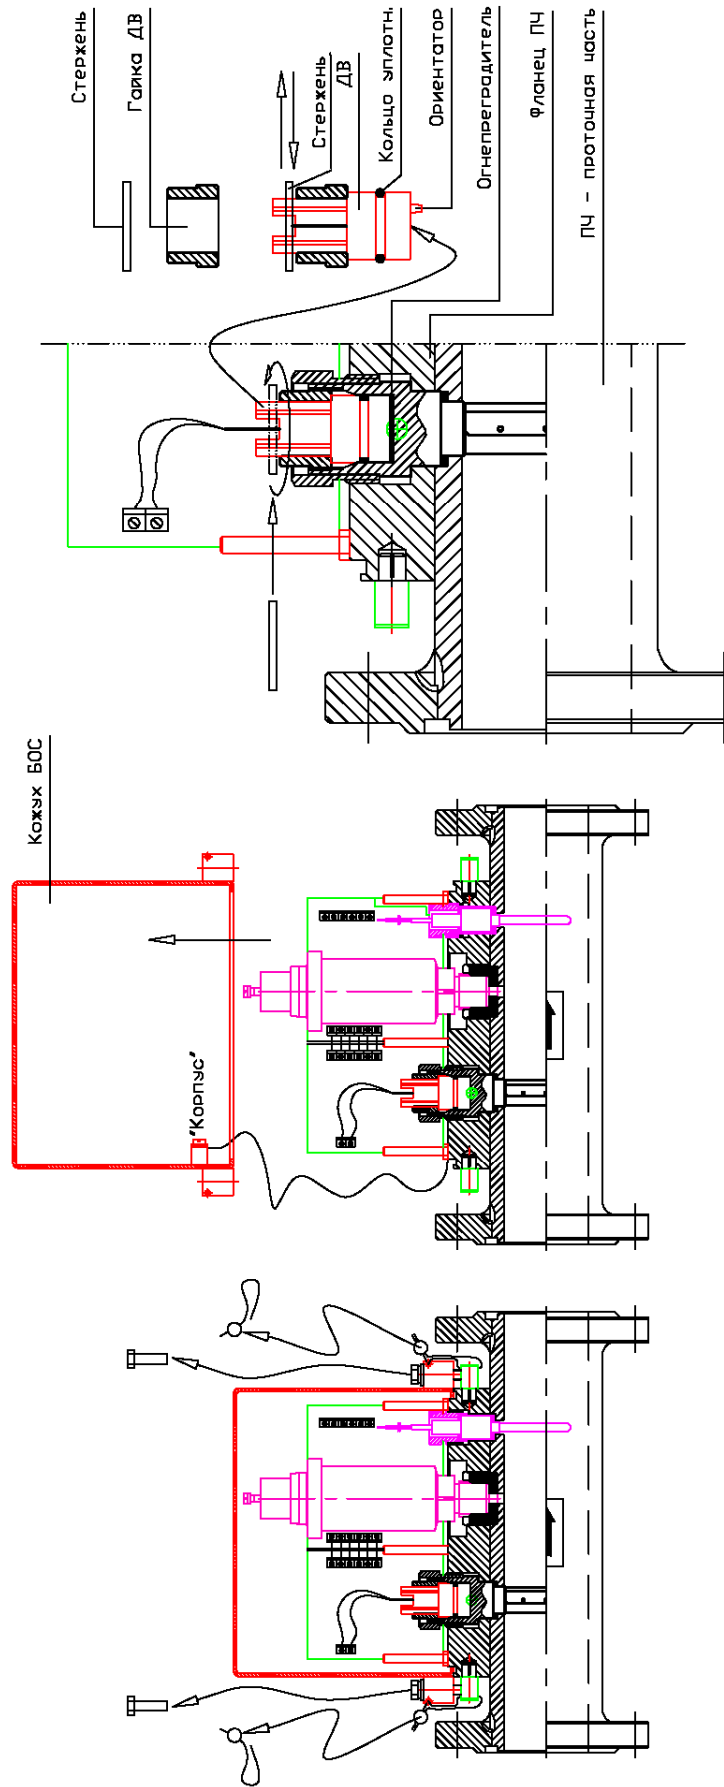 Стержень
Гайка ДВ
Стержень
ДВ
Кольцо уплотн.
Ориентатор
Огнепреградитель
Фланец ПЧ
ПЧ - проточная часть
Кожух БОС
"Корпус"